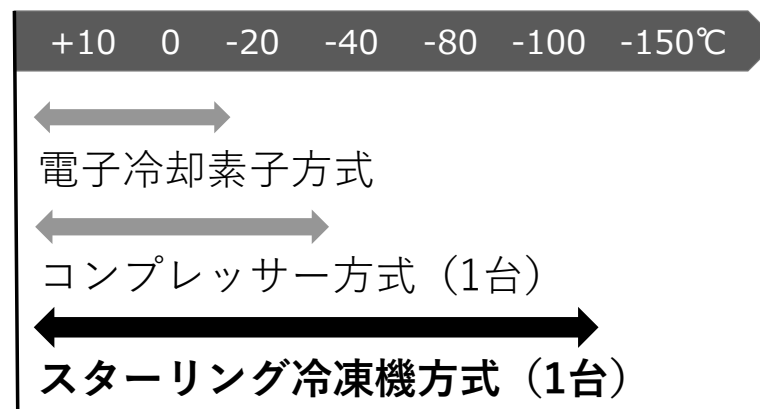 +10 0 -20 -40 -80 -100 -150℃
電子冷却素子方式
コンプレッサー方式（1台）
スターリング冷凍機方式（1台）